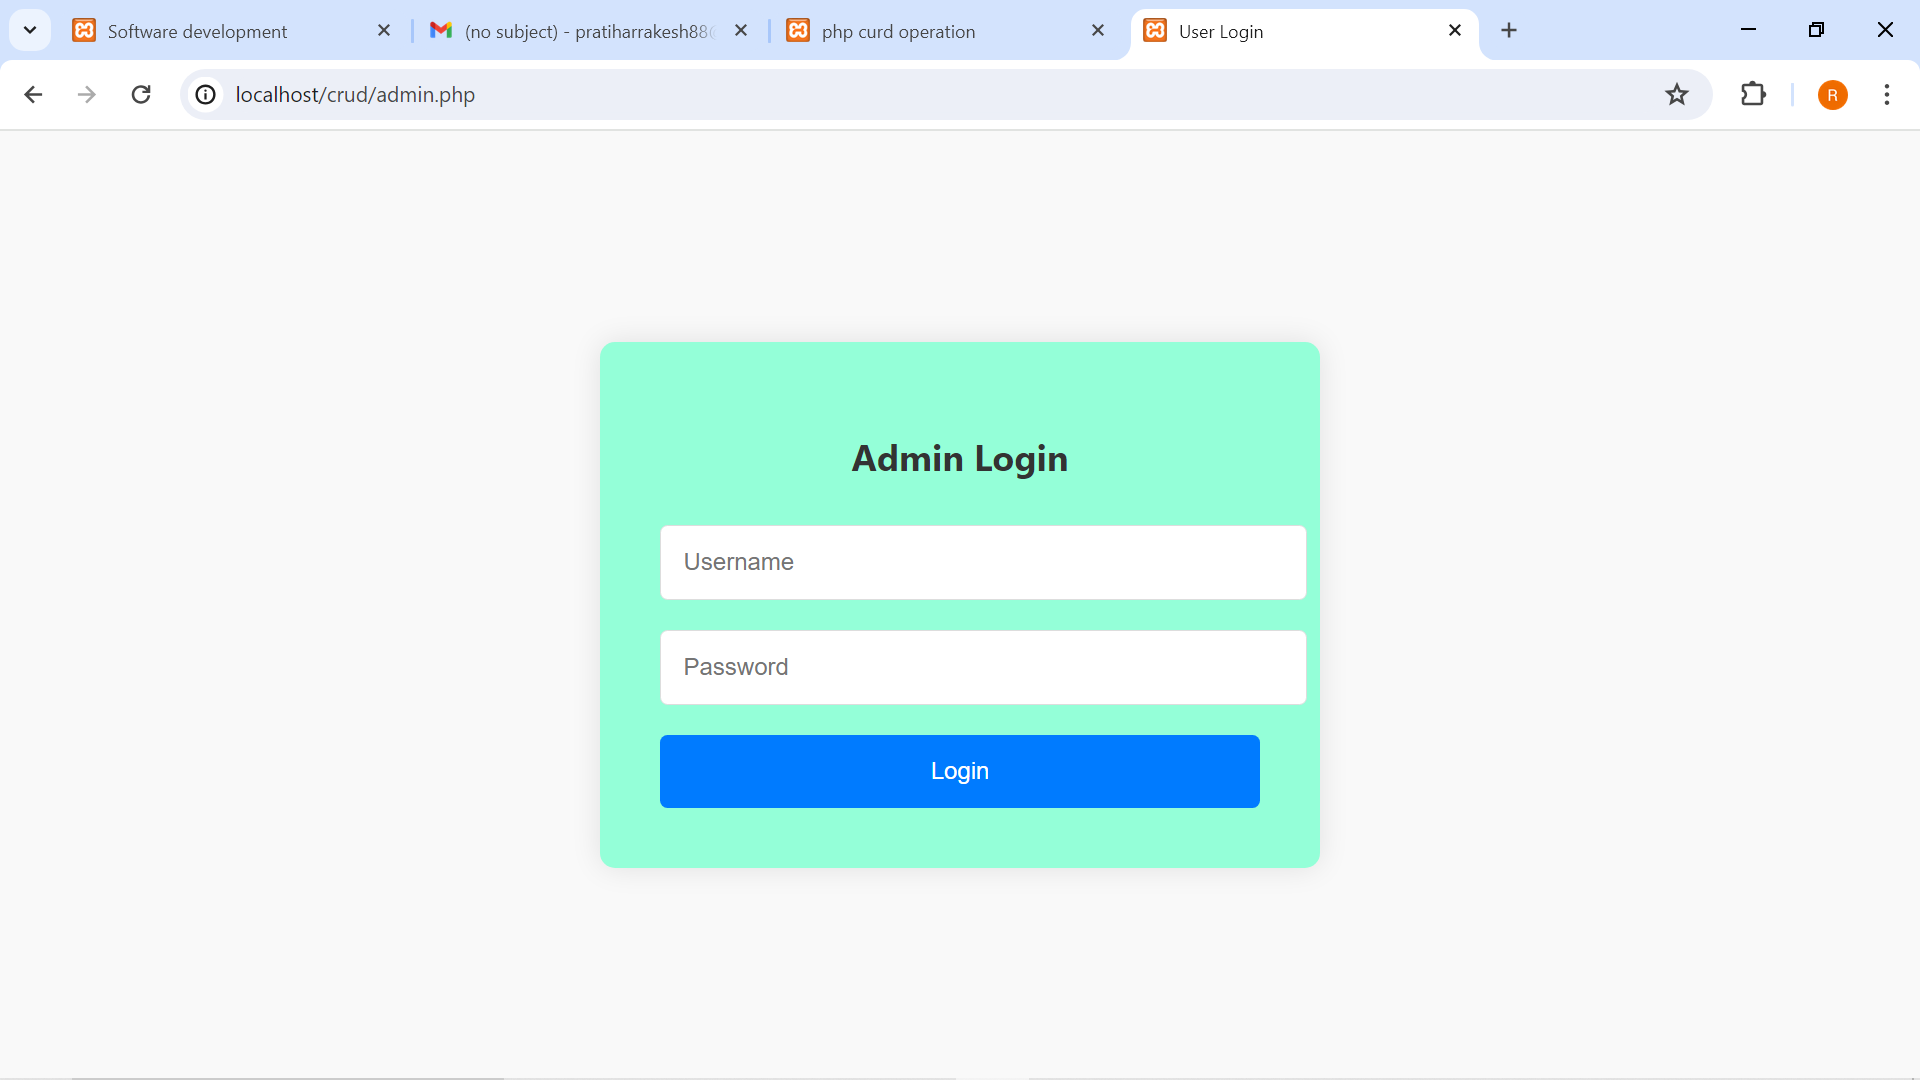 Software development
(no subject) - pratiharrakesh88
php curd operation
User Login
localhost/crud/admin.php
R
Admin Login
Username
Password
Login